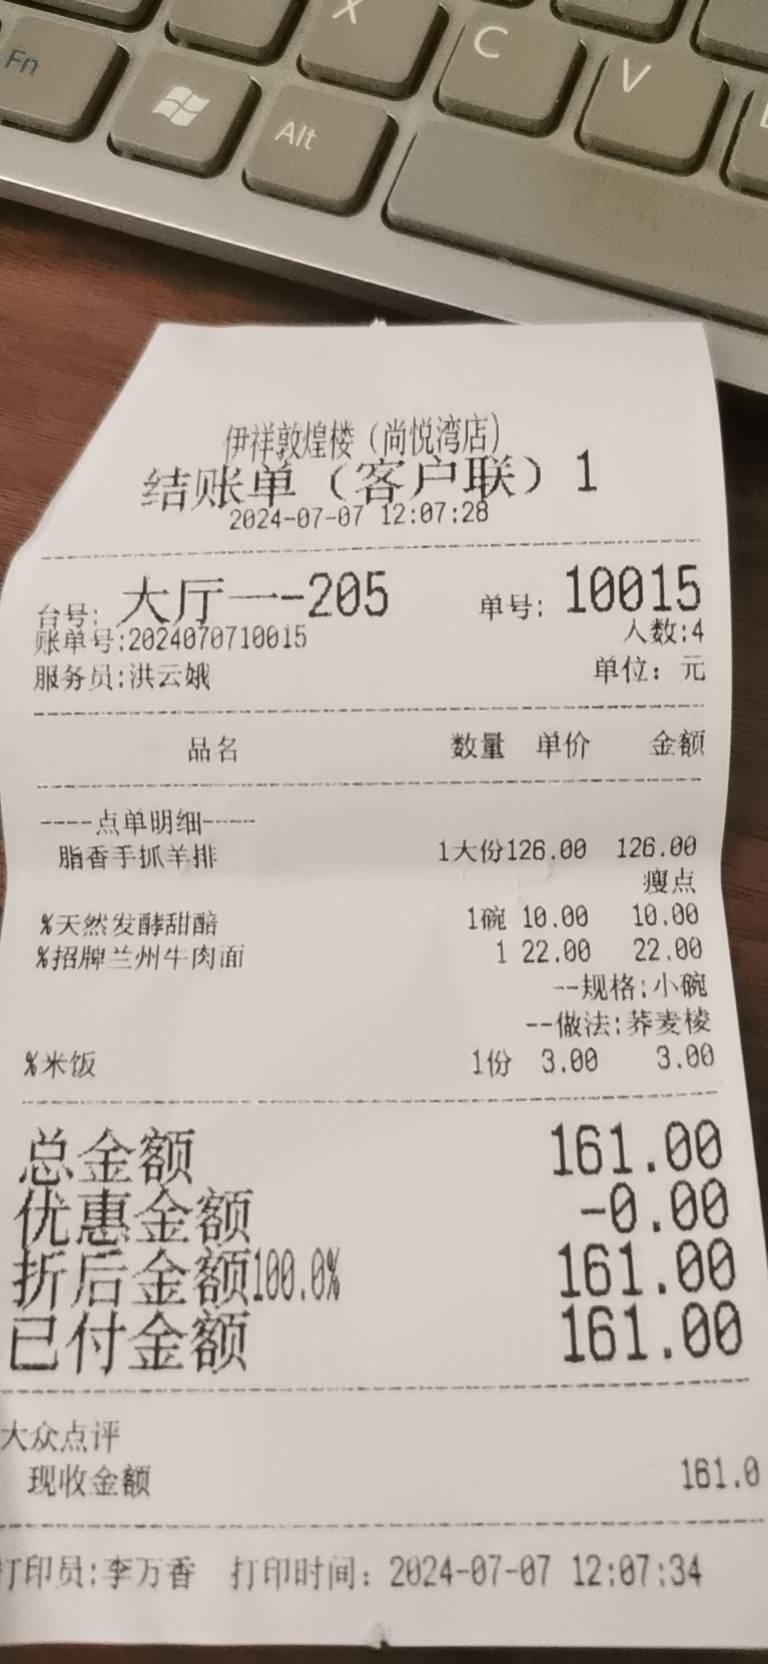 Fn
Alt
X
C
V
伊祥敦煌楼（尚悦湾店）
结账单（客户联）1
2024-07-07 12:07:28
台号: 大厅一-205 单号: 10015
账单号:2024070710015 人数:4
服务员:洪云娥 单位: 元
品名 数量 单价 金额
----点单明细----
脂香手抓羊排 1大份126.00 126.00
瘦点
%天然发酵甜醅 1碗 10.00 10.00
%招牌兰州牛肉面 1 22.00 22.00
--规格:小碗
--做法:荞麦棱
%米饭 1份 3.00 3.00
总金额 161.00
优惠金额 -0.00
折后金额100.0% 161.00
已付金额 161.00
大众点评
现收金额 161.0
打印员:李万香 打印时间: 2024-07-07 12:07:34